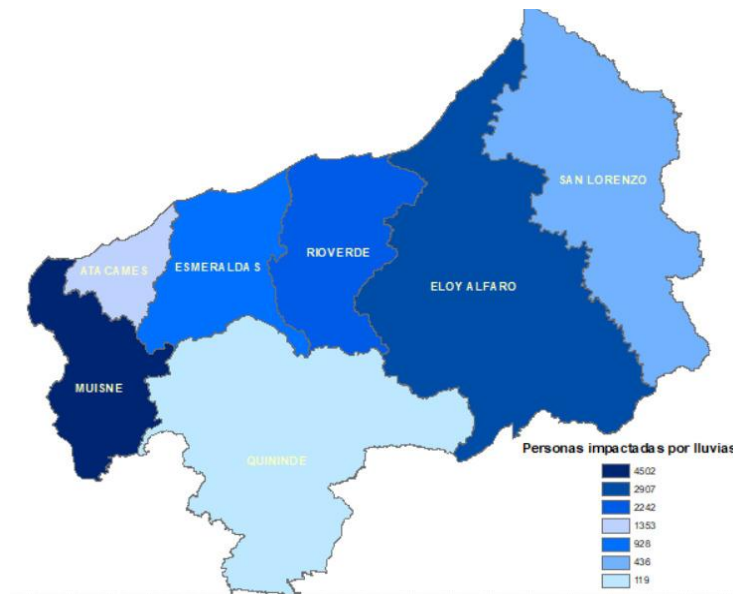 SAN LORENZO
RIOVERDE
ATACAMES
ESMERALDAS
ELOY ALFARO
MUISNE
QUININDE
Personas impactadas por lluvias
4502
2907
2242
1353
928
436
119